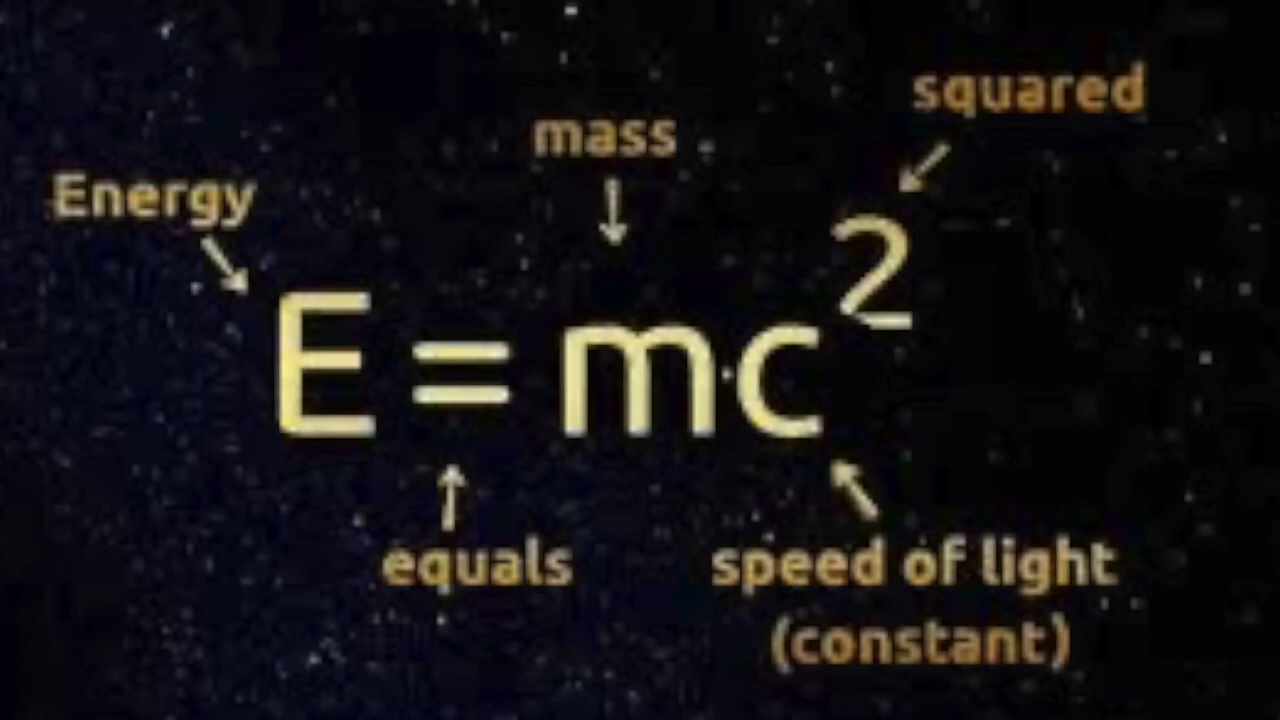 squared
mass
Energy
E = mc²
equals
speed of light
(constant)